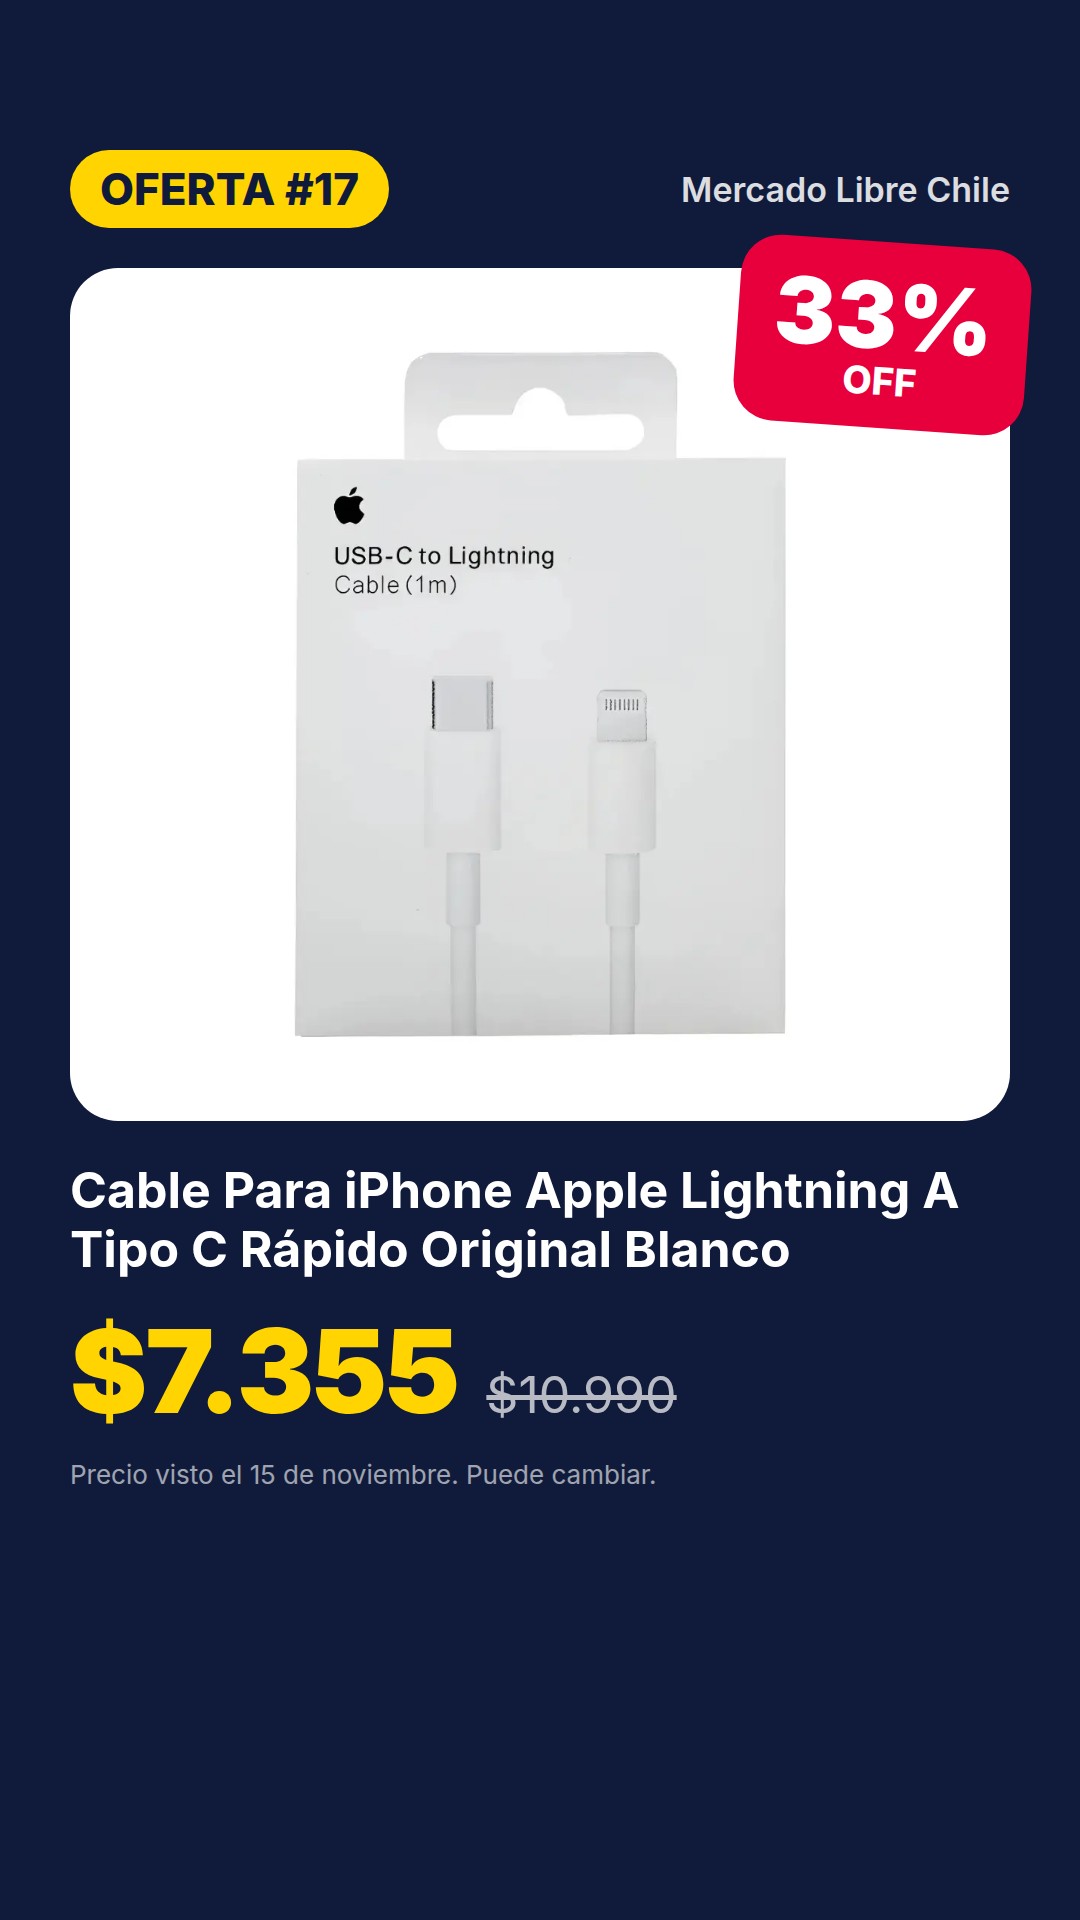 OFERTA #17
Mercado Libre Chile
33%
OFF
USB-C to Lightning
Cable (1m)
Cable Para iPhone Apple Lightning A
Tipo C Rápido Original Blanco
$7.355 $10.990
Precio visto el 15 de noviembre. Puede cambiar.